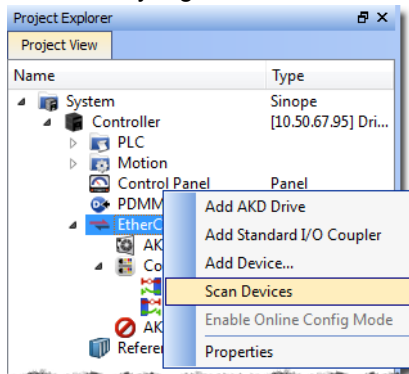 Project Explorer
Project View
Name Type
System Sinope
Controller [10.50.67.95] Dri...
PLC
Motion
Control Panel Panel
PDMM
EtherC
AK
Co
AK
Referen
Add AKD Drive
Add Standard I/O Coupler
Add Device...
Scan Devices
Enable Online Config Mode
Properties